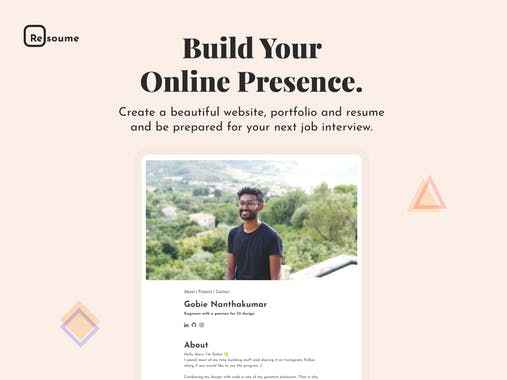 Resoume
Build Your
Online Presence.
Create a beautiful website, portfolio and resume
and be prepared for your next job interview.
About | Projects | Contact
Gobie Nanthakumar
Engineer with a passion for UI design
About
Hello there. I'm Gobie
I spend most of my time building stuff and sharing it on Instagram. Follow
along if you would like to see the progress :)
Combining my design with code is one of my greatest pleasures. That is why